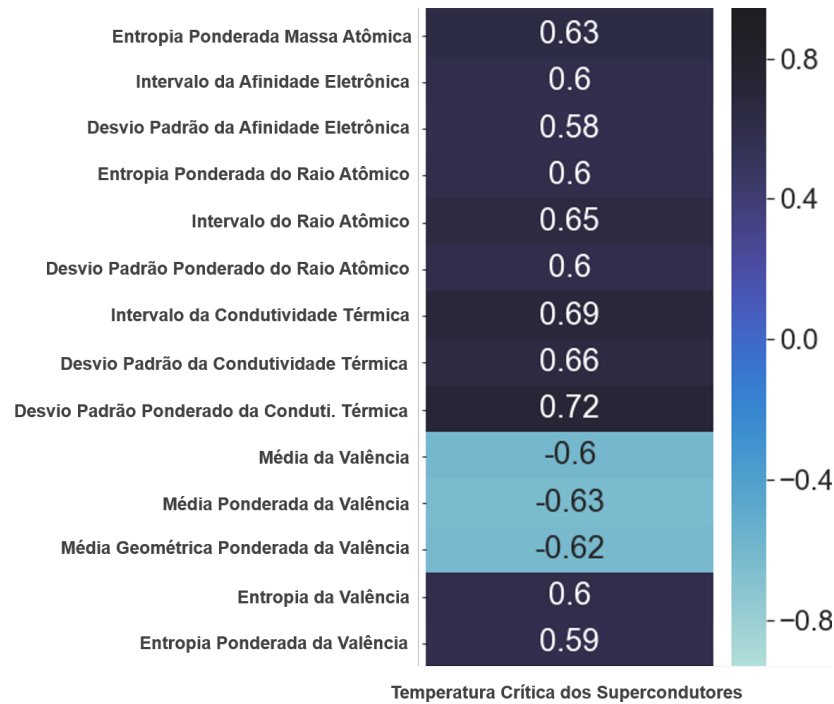 Entropia Ponderada Massa Atômica 0.63
Intervalo da Afinidade Eletrônica 0.6
Desvio Padrão da Afinidade Eletrônica 0.58
Entropia Ponderada do Raio Atômico 0.6
Intervalo do Raio Atômico 0.65
Desvio Padrão Ponderado do Raio Atômico 0.6
Intervalo da Condutividade Térmica 0.69
Desvio Padrão da Condutividade Térmica 0.66
Desvio Padrão Ponderado da Conduti. Térmica 0.72
Média da Valência -0.6
Média Ponderada da Valência -0.63
Média Geométrica Ponderada da Valência -0.62
Entropia da Valência 0.6
Entropia Ponderada da Valência 0.59
Temperatura Crítica dos Supercondutores
0.8
0.4
0.0
−0.4
−0.8